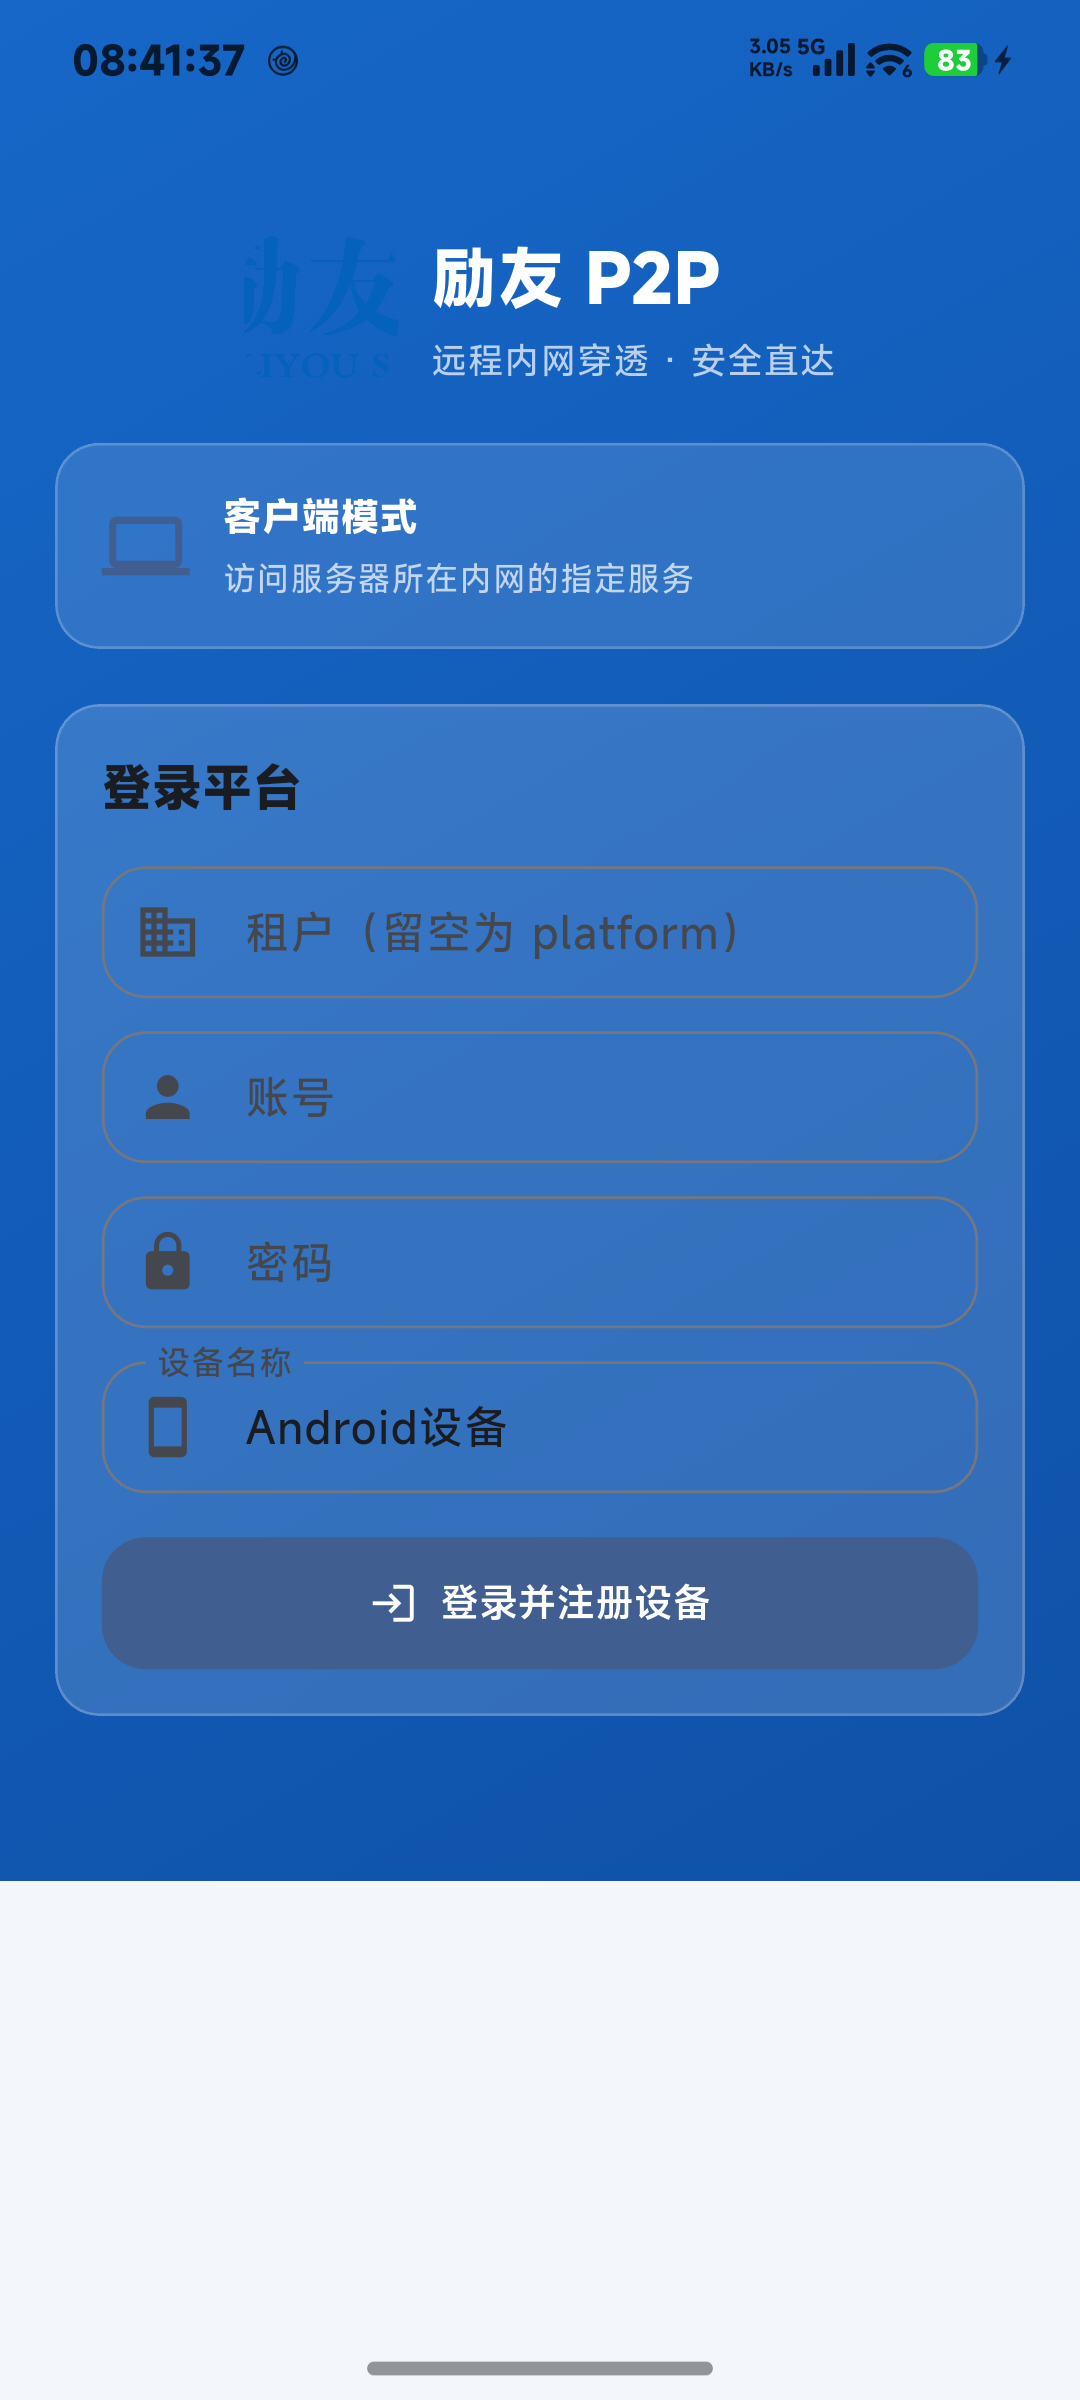 08:41:37
3.05 KB/s 5G 6 83
励友 P2P
远程内网穿透 · 安全直达
励友
IYOU S
客户端模式
访问服务器所在内网的指定服务
登录平台
租户（留空为 platform）
账号
密码
设备名称
Android设备
登录并注册设备